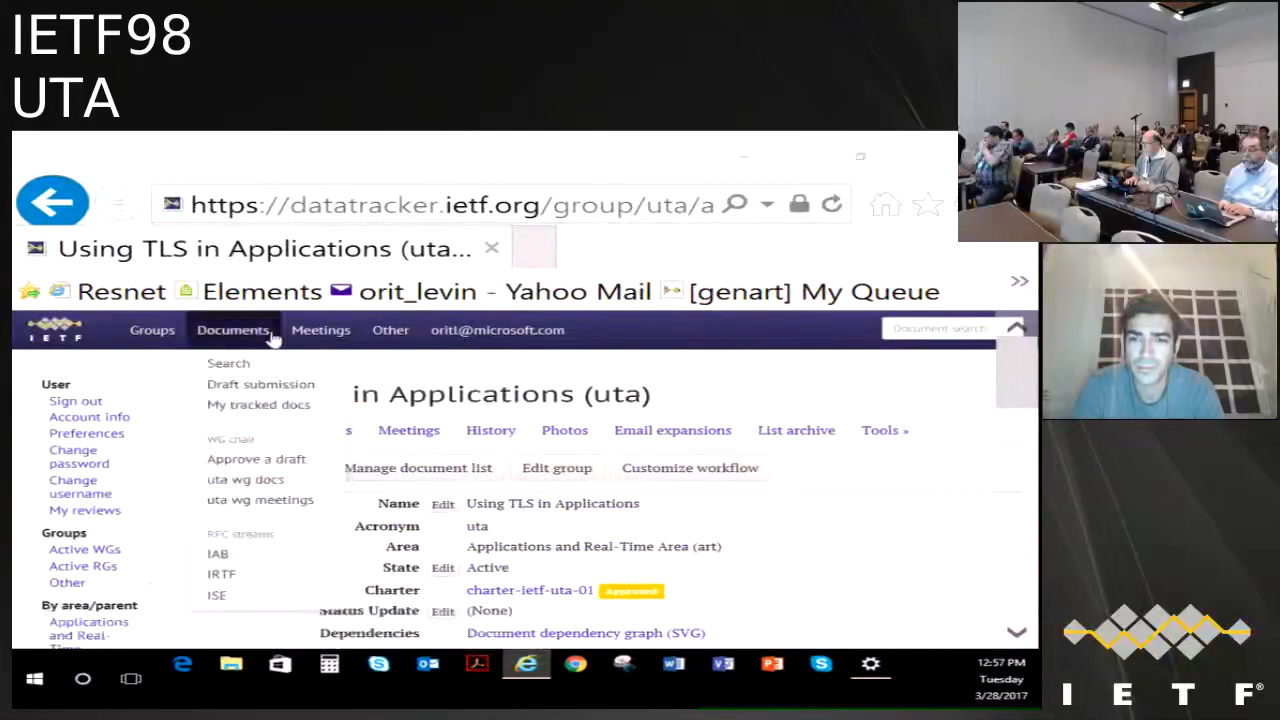 IETF98
UTA
https://datatracker.ietf.org/group/uta/a
Using TLS in Applications (uta...
Resnet Elements orit_levin - Yahoo Mail [genart] My Queue
IETF Groups Documents Meetings Other oritl@microsoft.com Document search
User
Sign out
Account info
Preferences
Change
password
Change
username
My reviews
Groups
Active WGs
Active RGs
Other
By area/parent
Applications
and Real-
Time
Search
Draft submission
My tracked docs
WG chair
Approve a draft
uta wg docs
uta wg meetings
RFC streams
IAB
IRTF
ISE
in Applications (uta)
s Meetings History Photos Email expansions List archive Tools »
Manage document list Edit group Customize workflow
Name Edit Using TLS in Applications
Acronym uta
Area Applications and Real-Time Area (art)
State Edit Active
Charter charter-ietf-uta-01 Approved
Status Update Edit (None)
Dependencies Document dependency graph (SVG)
12:57 PM
Tuesday
3/28/2017
I E T F®